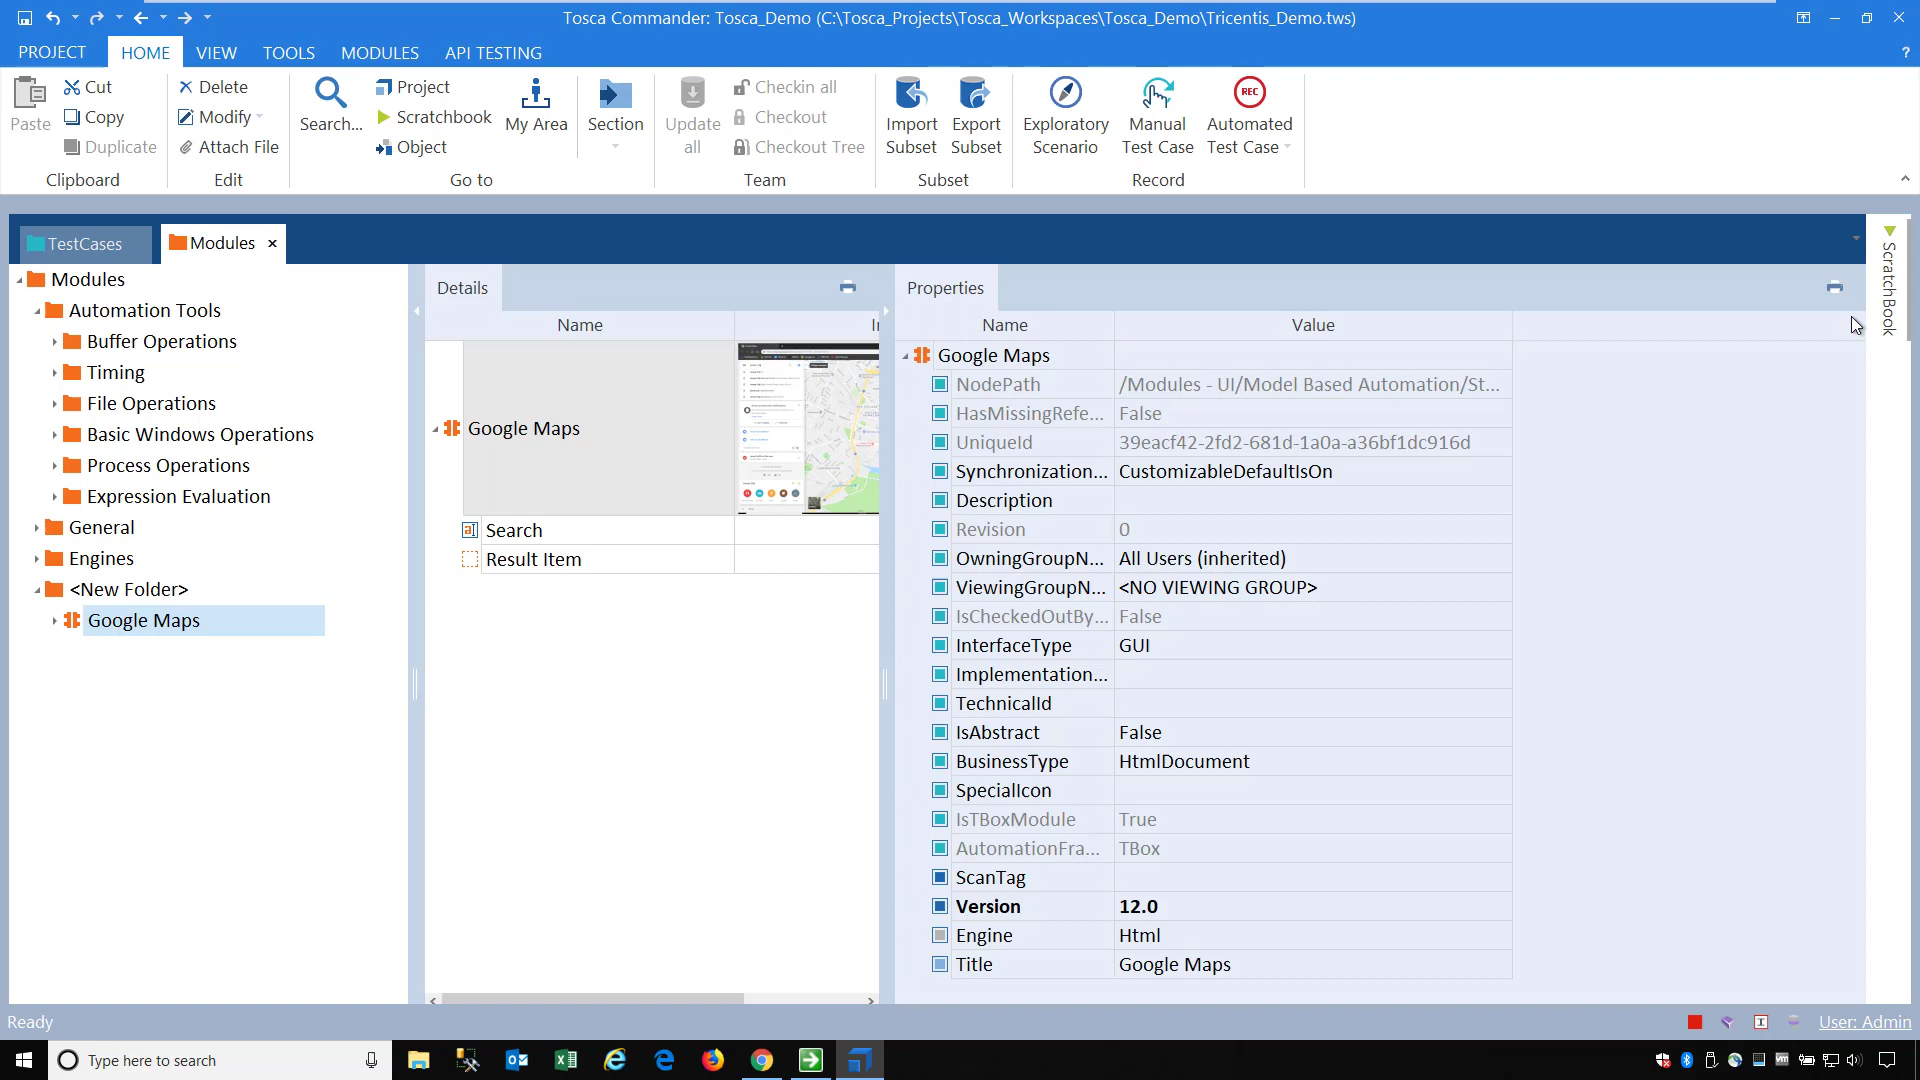 Tosca Commander: Tosca_Demo (C:\Tosca_Projects\Tosca_Workspaces\Tosca_Demo\Tricentis_Demo.tws)
PROJECT HOME VIEW TOOLS MODULES API TESTING ?
Paste
Cut
Copy
Duplicate
Clipboard
Delete
Modify
Attach File
Edit
Search...
Project
Scratchbook
Object
My Area
Section
Go to
Update all
Checkin all
Checkout
Checkout Tree
Team
Import Subset
Export Subset
Subset
Exploratory Scenario
Manual Test Case
REC
Automated Test Case
Record
TestCases
Modules
ScratchBook
Modules
Automation Tools
Buffer Operations
Timing
File Operations
Basic Windows Operations
Process Operations
Expression Evaluation
General
Engines
<New Folder>
Google Maps
Details
Name
Google Maps
Search
Result Item
Properties
Name Value
Google Maps
NodePath /Modules - UI/Model Based Automation/St...
HasMissingRefe... False
UniqueId 39eacf42-2fd2-681d-1a0a-a36bf1dc916d
Synchronization... CustomizableDefaultIsOn
Description
Revision 0
OwningGroupN... All Users (inherited)
ViewingGroupN... <NO VIEWING GROUP>
IsCheckedOutBy... False
InterfaceType GUI
Implementation...
TechnicalId
IsAbstract False
BusinessType HtmlDocument
SpecialIcon
IsTBoxModule True
AutomationFra... TBox
ScanTag
Version 12.0
Engine Html
Title Google Maps
Ready
User: Admin
Type here to search